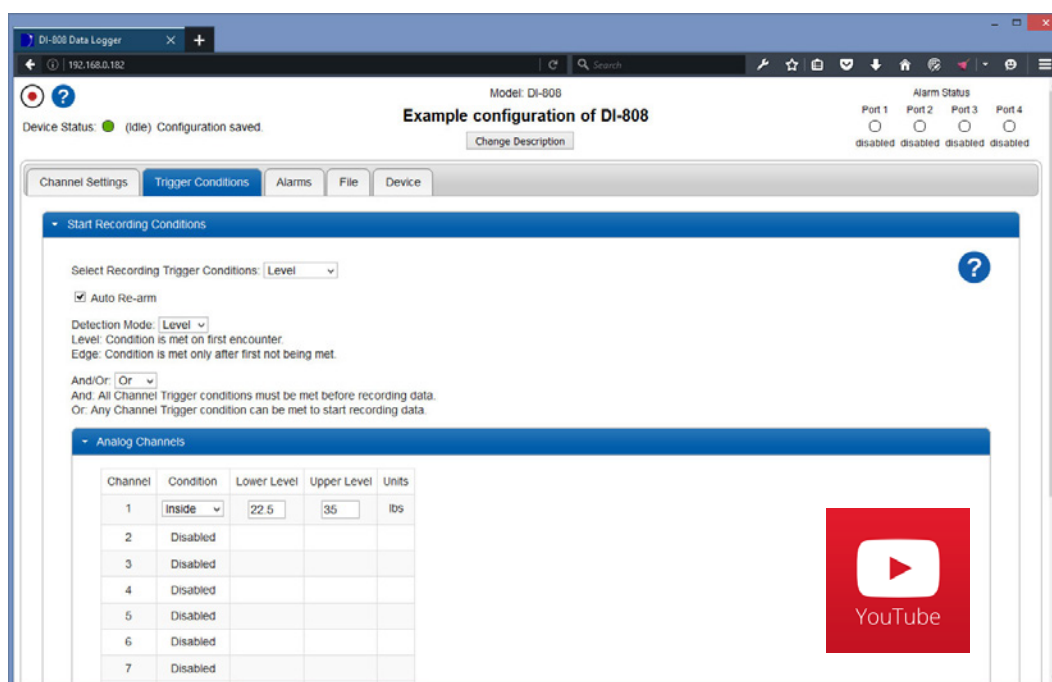 DI-808 Data Logger
192.168.0.182
Search
Model: DI-808
Example configuration of DI-808
Change Description
Device Status: (Idle) Configuration saved.
Alarm Status
Port 1 Port 2 Port 3 Port 4
disabled disabled disabled disabled
Channel Settings Trigger Conditions Alarms File Device
Start Recording Conditions
Select Recording Trigger Conditions: Level
Auto Re-arm
Detection Mode: Level
Level: Condition is met on first encounter.
Edge: Condition is met only after first not being met.
And/Or: Or
And: All Channel Trigger conditions must be met before recording data.
Or: Any Channel Trigger condition can be met to start recording data.
Analog Channels
Channel Condition Lower Level Upper Level Units
1 Inside 22.5 35 lbs
2 Disabled
3 Disabled
4 Disabled
5 Disabled
6 Disabled
7 Disabled
YouTube